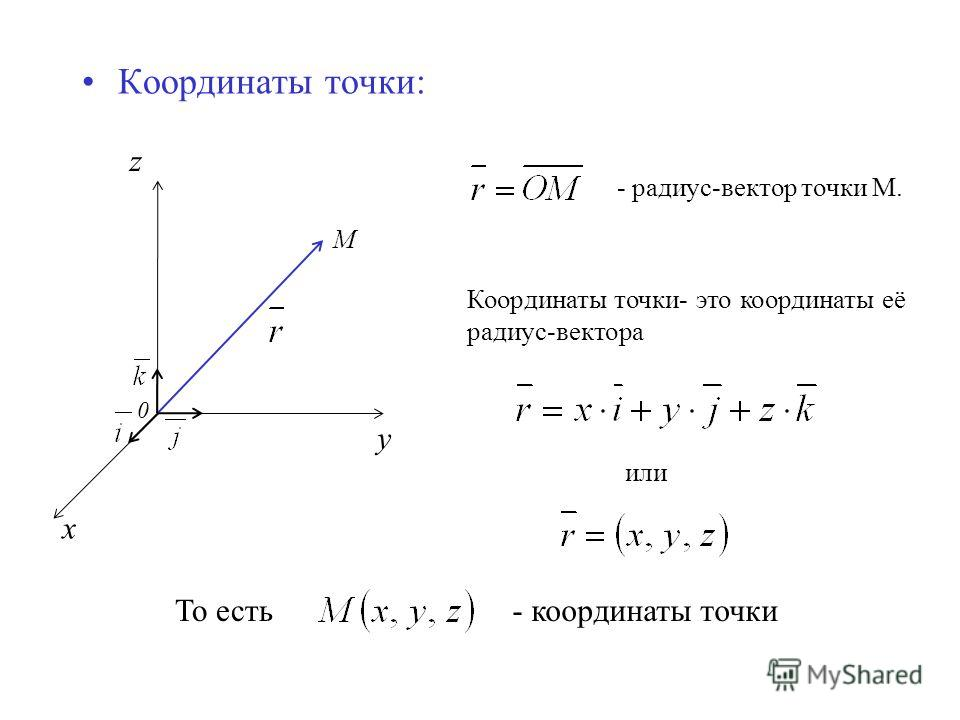 • Координаты точки:
z
r̄ = O̅M̅ - радиус-вектор точки М.
M
r̄
Координаты точки- это координаты её
радиус-вектора
k̄
0
ī
j̄
y
x
r̄ = x · ī + y · j̄ + z · k̄
или
r̄ = (x, y, z)
То есть M(x, y, z) - координаты точки
MyShared